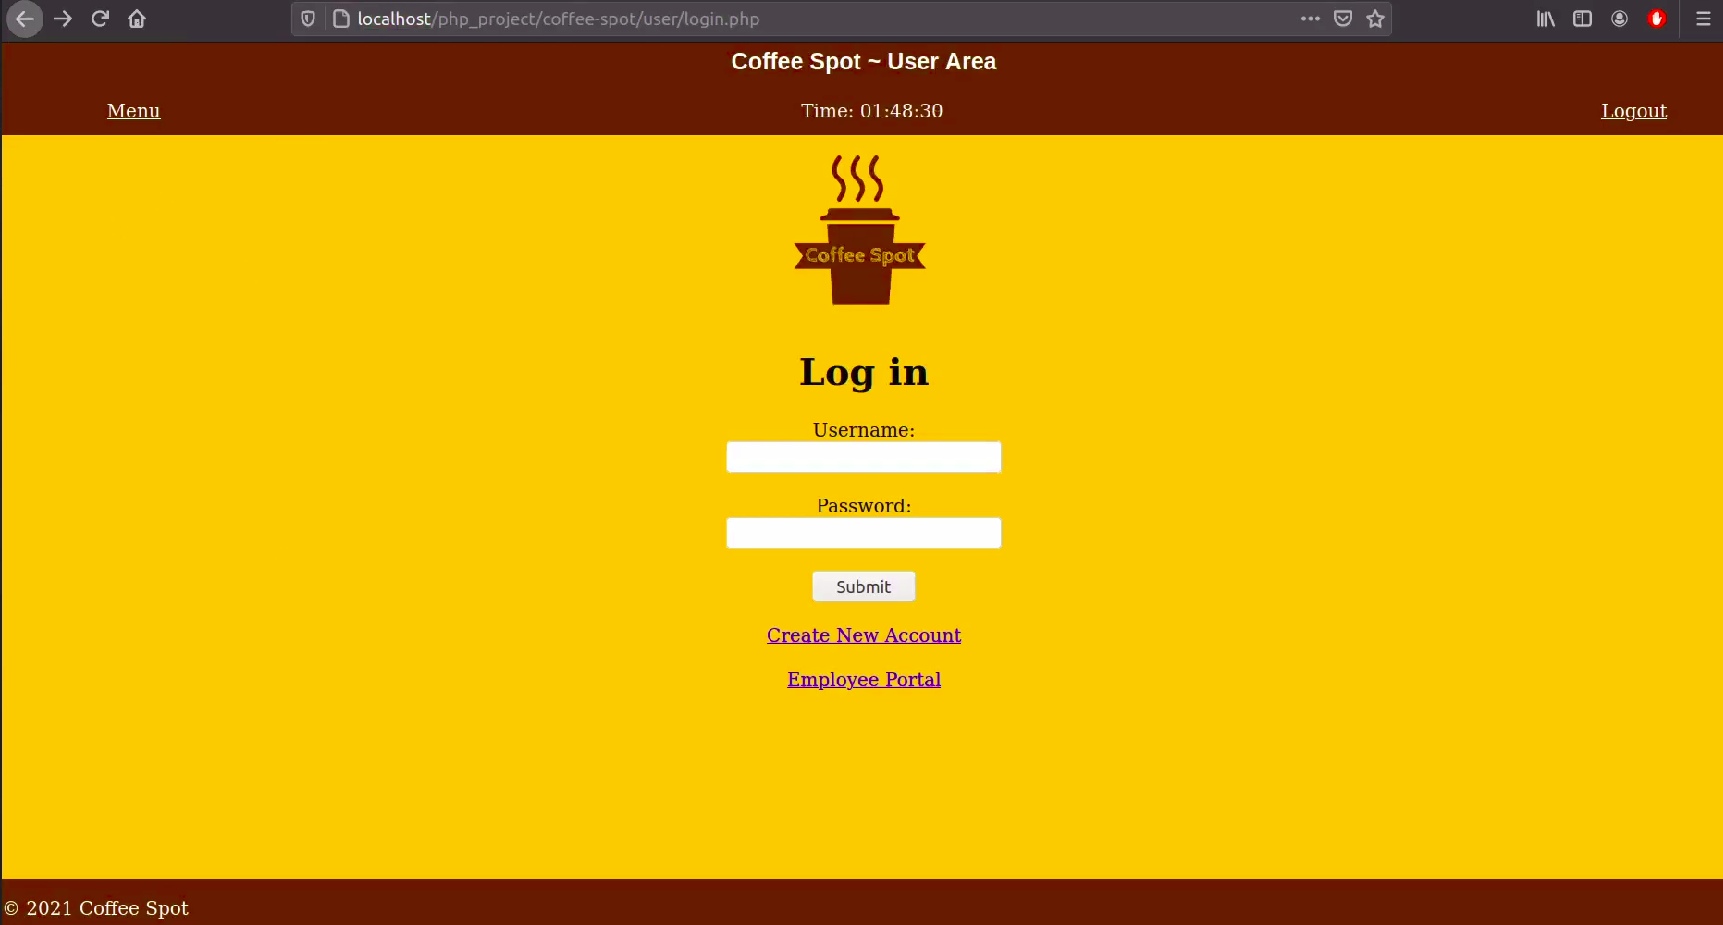 localhost/php_project/coffee-spot/user/login.php
Coffee Spot ~ User Area
Menu
Time: 01:48:30
Logout
Coffee Spot
Log in
Username:
Password:
Submit
Create New Account
Employee Portal
© 2021 Coffee Spot